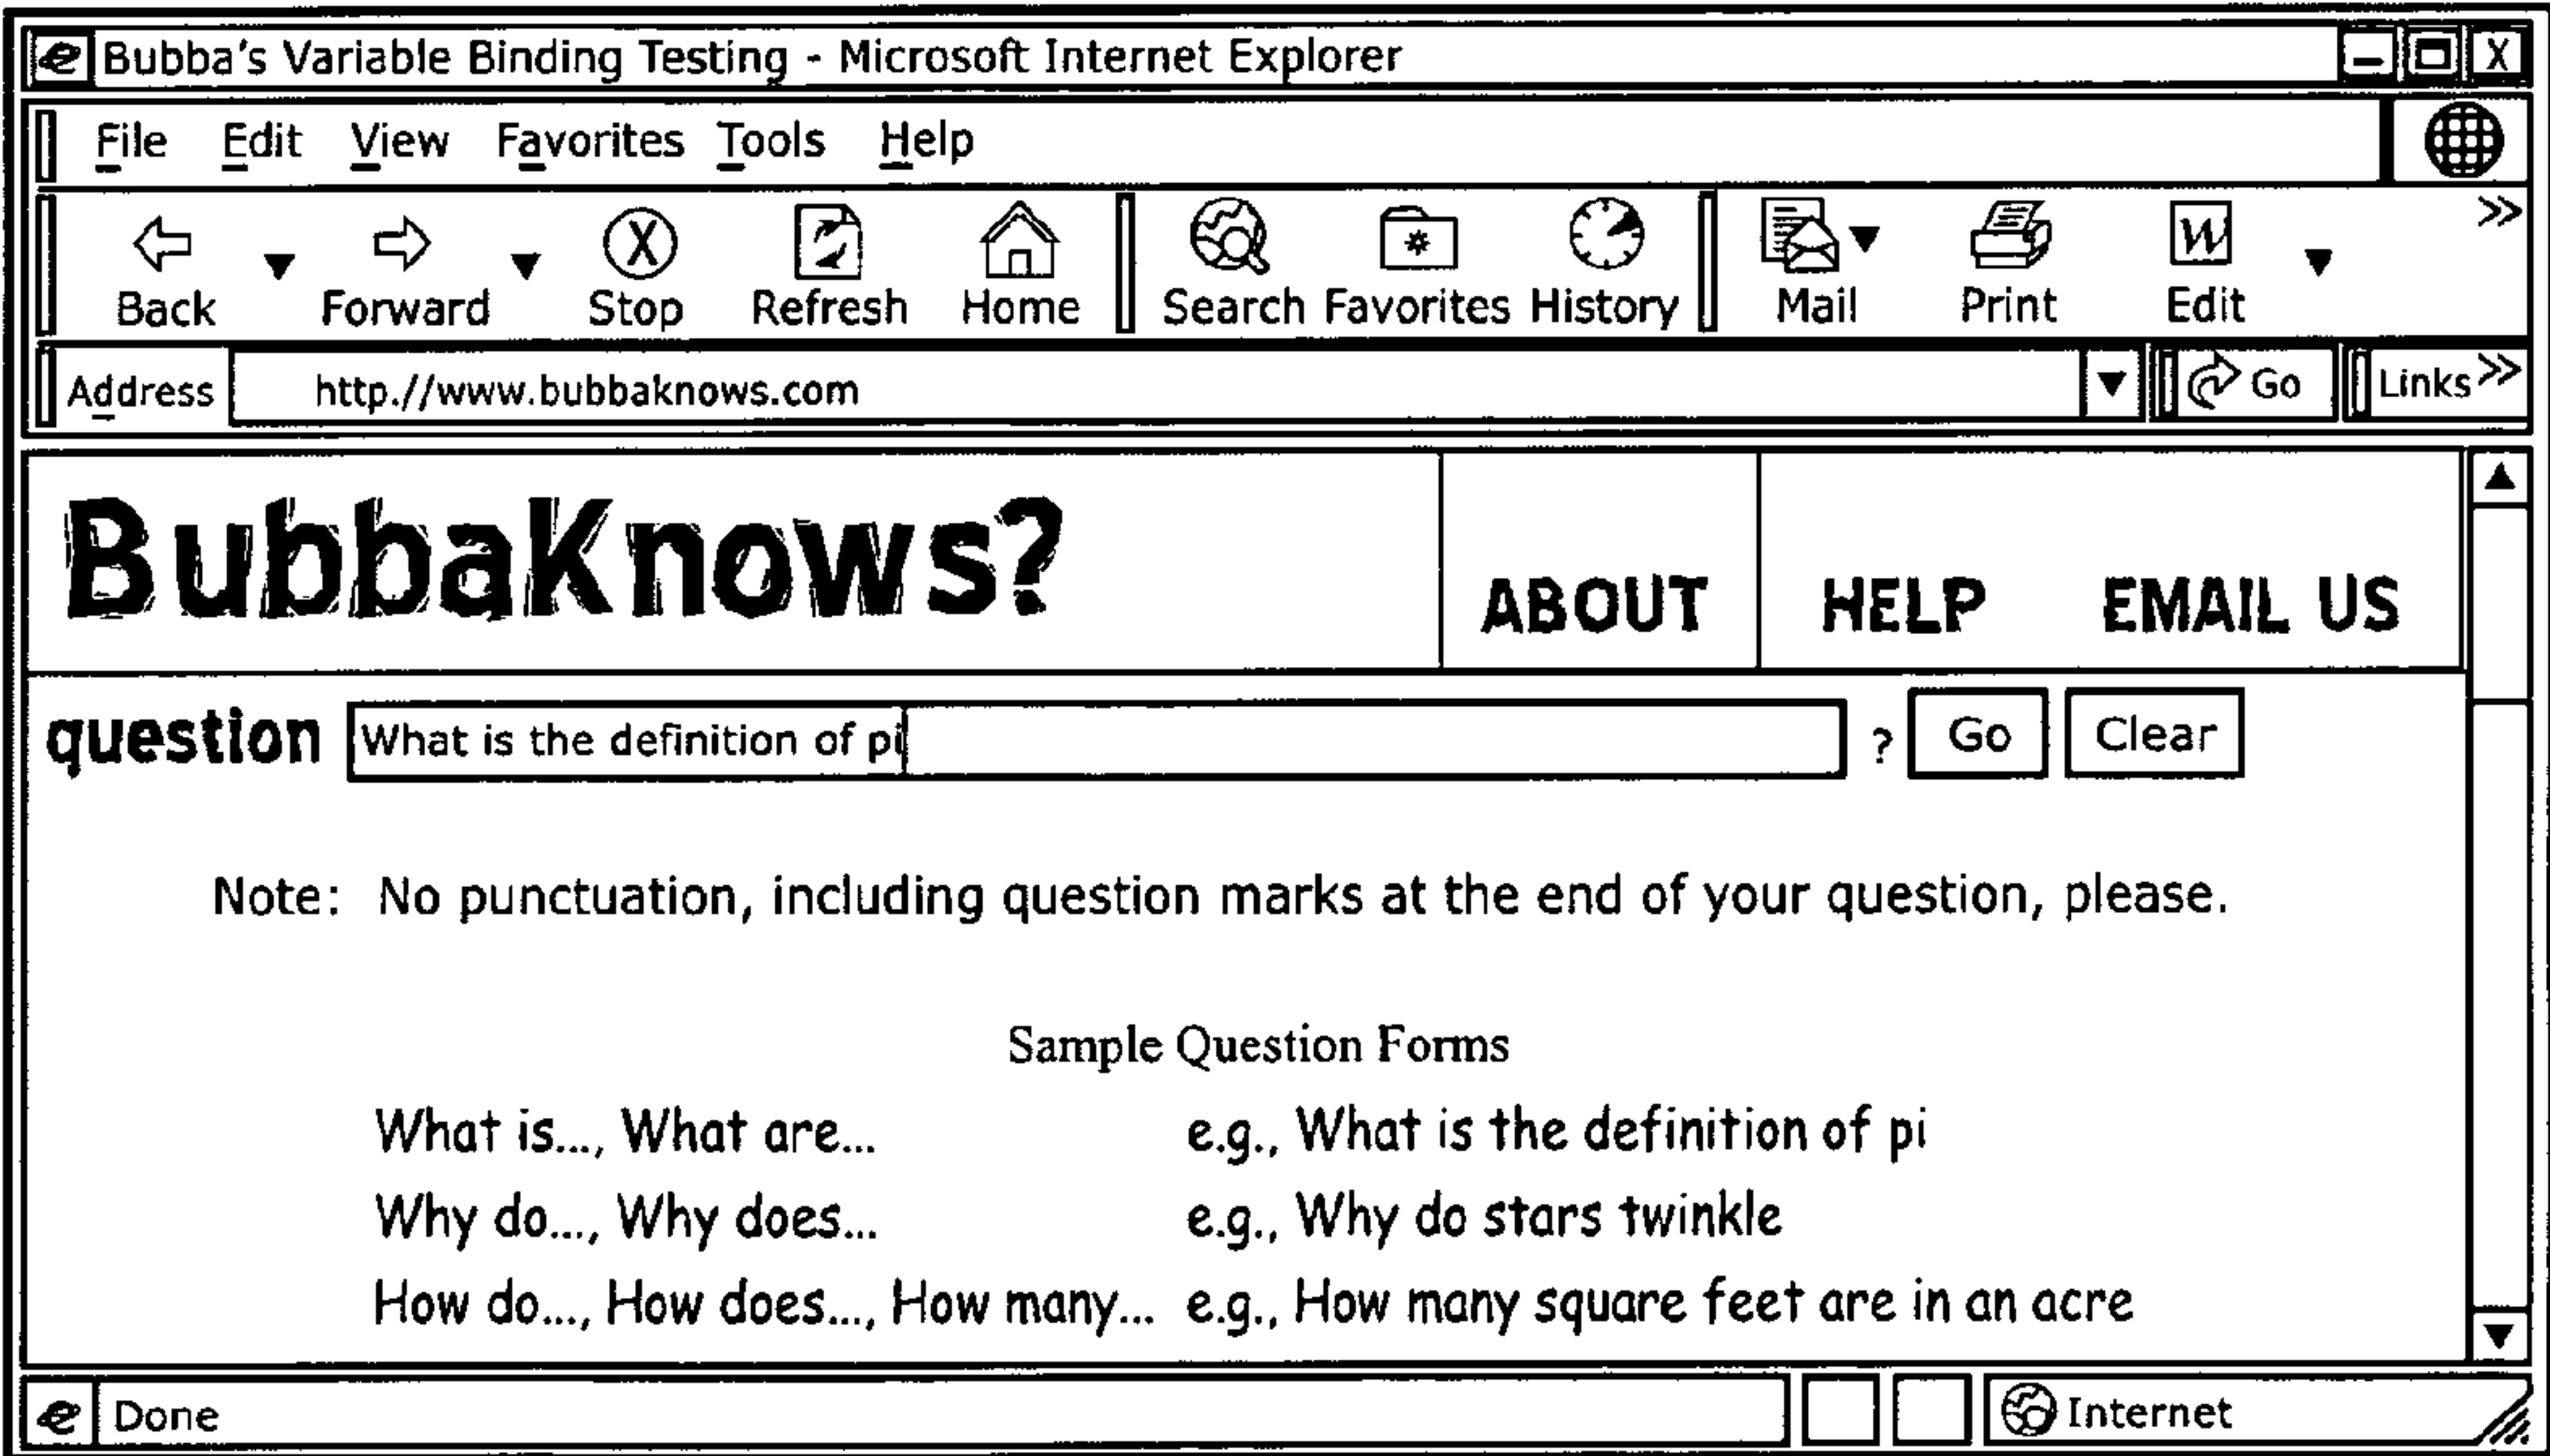 Bubba's Variable Binding Testing - Microsoft Internet Explorer
File Edit View Favorites Tools Help
Back Forward Stop Refresh Home Search Favorites History Mail Print Edit
Address http.//www.bubbaknows.com Go Links
BubbaKnows? ABOUT HELP EMAIL US
question What is the definition of pi ? Go Clear
Note: No punctuation, including question marks at the end of your question, please.
Sample Question Forms
What is..., What are... e.g., What is the definition of pi
Why do..., Why does... e.g., Why do stars twinkle
How do..., How does..., How many... e.g., How many square feet are in an acre
Done Internet